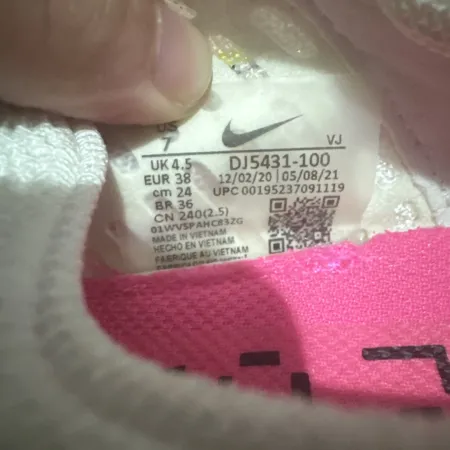 US
7
VJ
UK 4.5
DJ5431-100
EUR 38
12/02/20 | 05/08/21
cm 24
UPC 00195237091119
BR 36
CN 240(2.5)
01WVSPAHC83ZG
MADE IN VIETNAM
HECHO EN VIETNAM
FABRIQUE AU VIETNAM